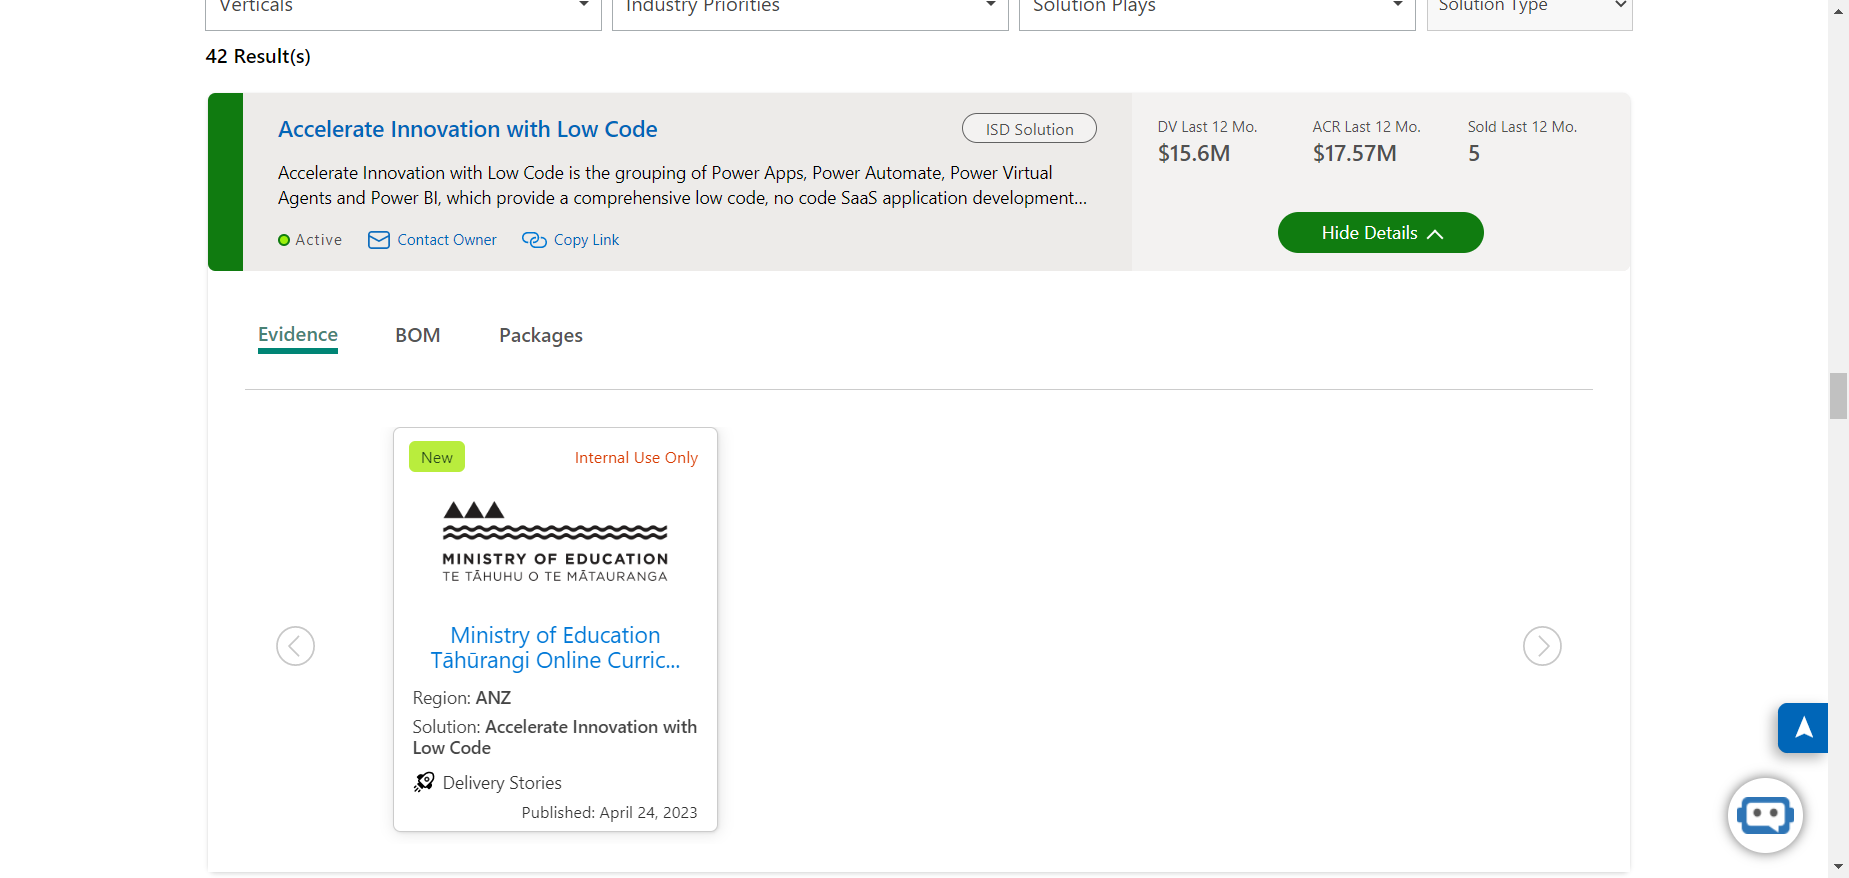 Verticals
Industry Priorities
Solution Plays
Solution Type
42 Result(s)
Accelerate Innovation with Low Code
ISD Solution
Accelerate Innovation with Low Code is the grouping of Power Apps, Power Automate, Power Virtual
Agents and Power BI, which provide a comprehensive low code, no code SaaS application development...
Active
Contact Owner
Copy Link
DV Last 12 Mo.
$15.6M
ACR Last 12 Mo.
$17.57M
Sold Last 12 Mo.
5
Hide Details
Evidence
BOM
Packages
New
Internal Use Only
MINISTRY OF EDUCATION
TE TĀHUHU O TE MĀTAURANGA
Ministry of Education
Tāhūrangi Online Curric...
Region: ANZ
Solution: Accelerate Innovation with
Low Code
Delivery Stories
Published: April 24, 2023